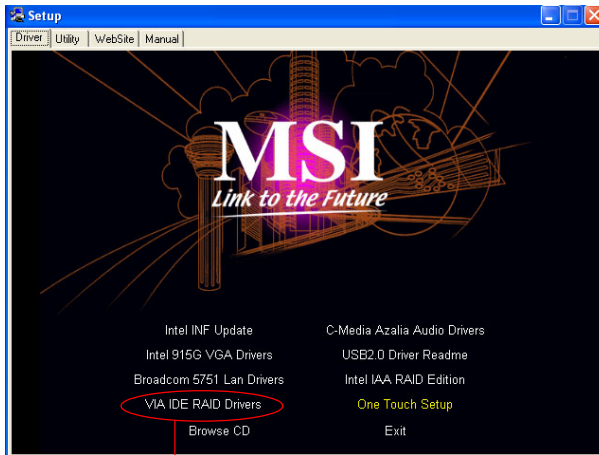 Setup
Driver Utility WebSite Manual
MSI
Link to the Future
Intel INF Update
C-Media Azalia Audio Drivers
Intel 915G VGA Drivers
USB2.0 Driver Readme
Broadcom 5751 Lan Drivers
Intel IAA RAID Edition
VIA IDE RAID Drivers
One Touch Setup
Browse CD
Exit